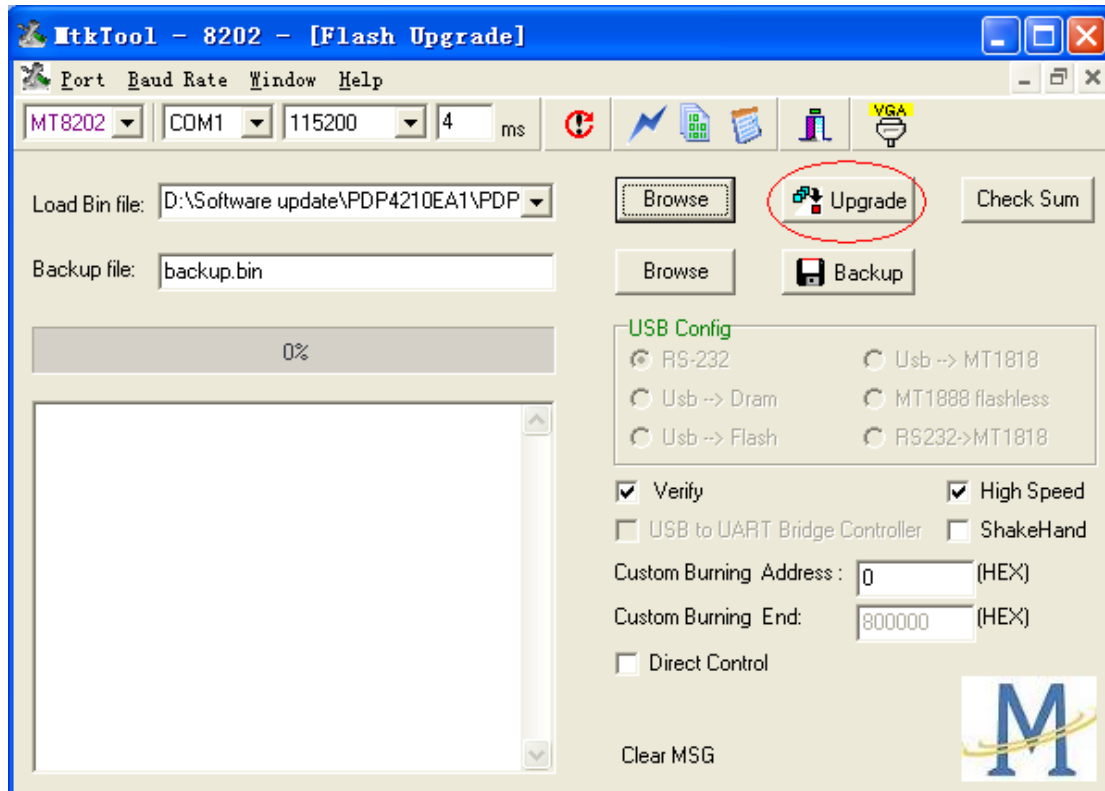 MtkTool - 8202 - [Flash Upgrade]
Port Baud Rate Window Help
MT8202 COM1 115200 4 ms VGA
Load Bin file: D:\Software update\PDP4210EA1\PDP Browse Upgrade Check Sum
Backup file: backup.bin Browse Backup
0%
USB Config
RS-232 Usb --> MT1818
Usb --> Dram MT1888 flashless
Usb --> Flash RS232->MT1818
Verify High Speed
USB to UART Bridge Controller ShakeHand
Custom Burning Address : 0 (HEX)
Custom Burning End: 800000 (HEX)
Direct Control
Clear MSG
M